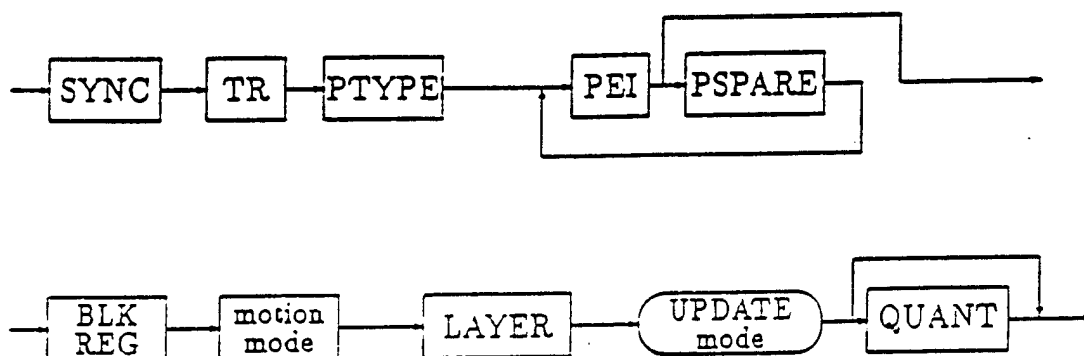 SYNC TR PTYPE PEI PSPARE
BLK REG motion mode LAYER UPDATE mode QUANT